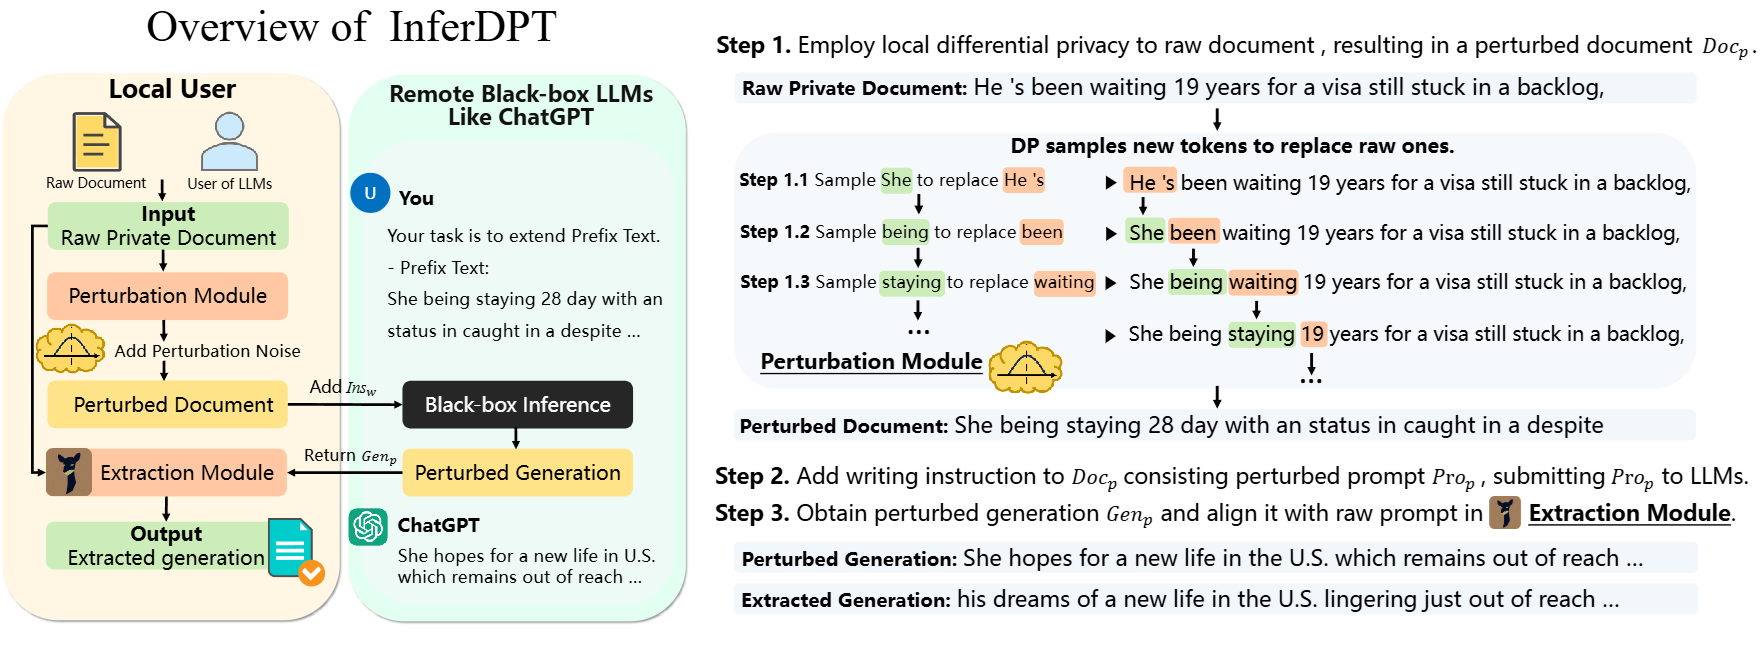 Overview of InferDPT
Local User
Raw Document
User of LLMs
Input
Raw Private Document
Perturbation Module
Add Perturbation Noise
Perturbed Document
Extraction Module
Output
Extracted generation
Add Ins_w
Return Gen_p
Remote Black-box LLMs
Like ChatGPT
U
You
Your task is to extend Prefix Text.
- Prefix Text:
She being staying 28 day with an
status in caught in a despite ...
Black-box Inference
Perturbed Generation
ChatGPT
She hopes for a new life in U.S.
which remains out of reach ...
Step 1. Employ local differential privacy to raw document , resulting in a perturbed document Doc_p.
Raw Private Document: He 's been waiting 19 years for a visa still stuck in a backlog,
DP samples new tokens to replace raw ones.
Step 1.1 Sample She to replace He 's
He 's been waiting 19 years for a visa still stuck in a backlog,
Step 1.2 Sample being to replace been
She been waiting 19 years for a visa still stuck in a backlog,
Step 1.3 Sample staying to replace waiting
She being waiting 19 years for a visa still stuck in a backlog,
...
She being staying 19 years for a visa still stuck in a backlog,
Perturbation Module
...
Perturbed Document: She being staying 28 day with an status in caught in a despite
Step 2. Add writing instruction to Doc_p consisting perturbed prompt Pro_p , submitting Pro_p to LLMs.
Step 3. Obtain perturbed generation Gen_p and align it with raw prompt in Extraction Module.
Perturbed Generation: She hopes for a new life in the U.S. which remains out of reach ...
Extracted Generation: his dreams of a new life in the U.S. lingering just out of reach ...